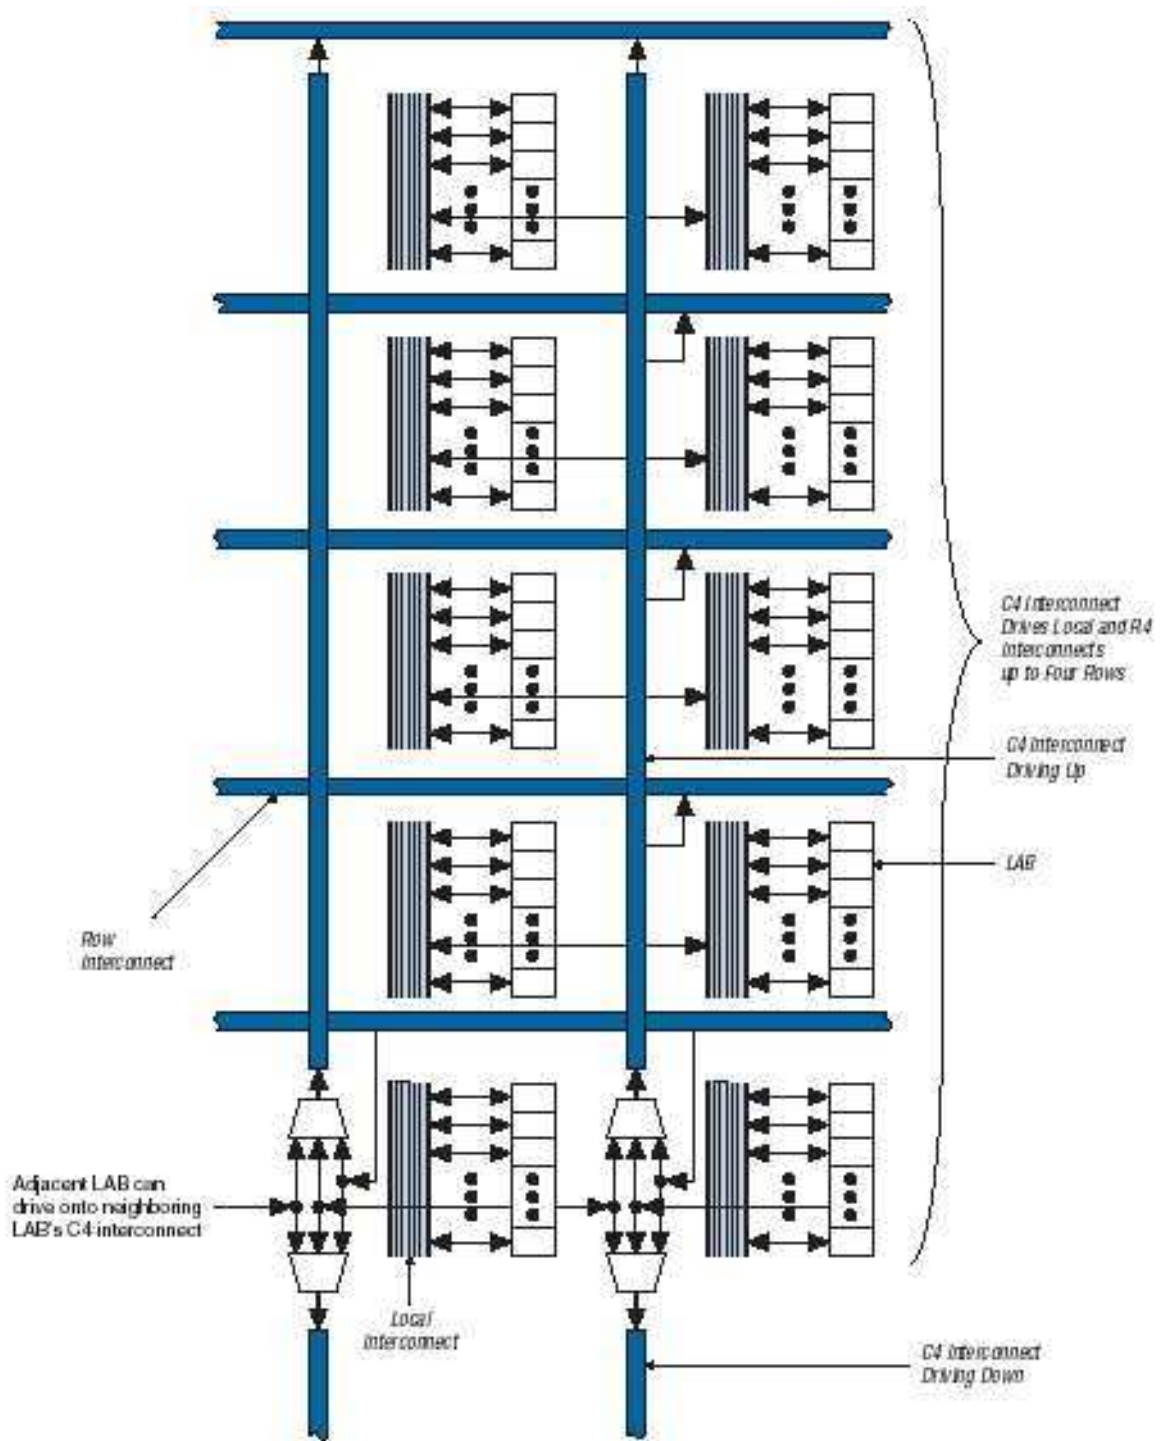 C4 Interconnect
Drives Local and R4
Interconnects
up to Four Rows
C4 Interconnect
Driving Up
LAB
Row
Interconnect
Adjacent LAB can
drive onto neighboring
LAB's C4 interconnect
Local
Interconnect
C4 Interconnect
Driving Down